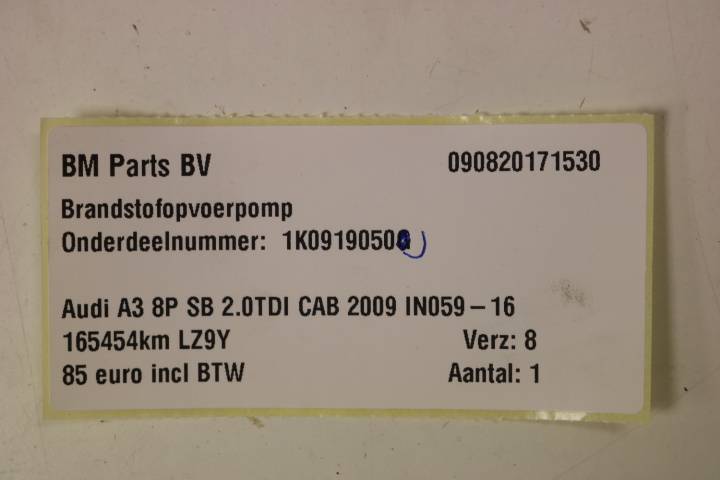 BM Parts BV 090820171530
Brandstofopvoerpomp
Onderdeelnummer:
Audi A3 8P SB 2.0TDI CAB 2009 IN059-16
165454km LZ9Y Verz: 8
85 euro incl BTW Aantal: 1